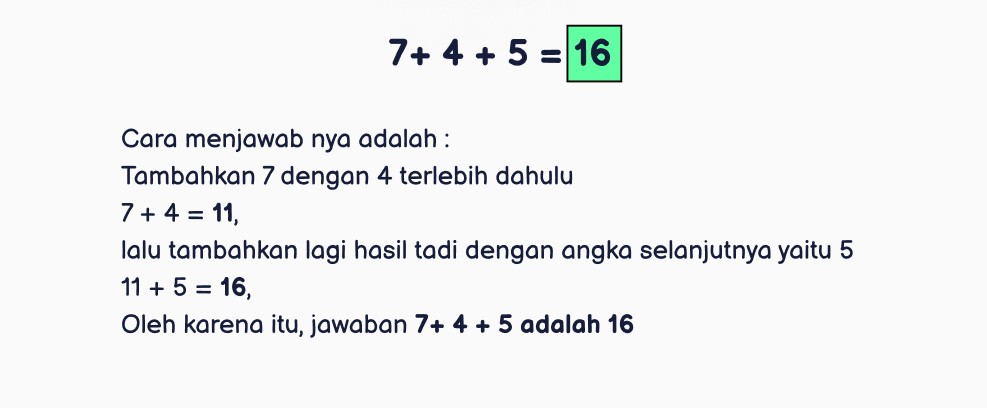 7+ 4 + 5 = 16
Cara menjawab nya adalah :
Tambahkan 7 dengan 4 terlebih dahulu
7 + 4 = 11,
lalu tambahkan lagi hasil tadi dengan angka selanjutnya yaitu 5
11 + 5 = 16,
Oleh karena itu, jawaban 7+ 4 + 5 adalah 16